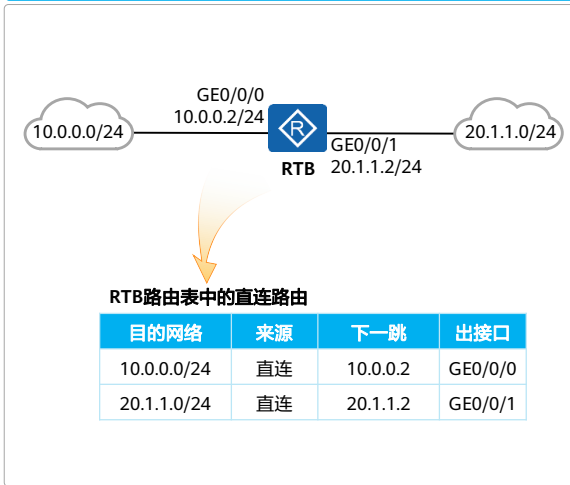 GE0/0/0
10.0.0.2/24
10.0.0.0/24
R
20.1.1.0/24
GE0/0/1
RTB 20.1.1.2/24
RTB路由表中的直连路由
目的网络 来源 下一跳 出接口
10.0.0.0/24 直连 10.0.0.2 GE0/0/0
20.1.1.0/24 直连 20.1.1.2 GE0/0/1